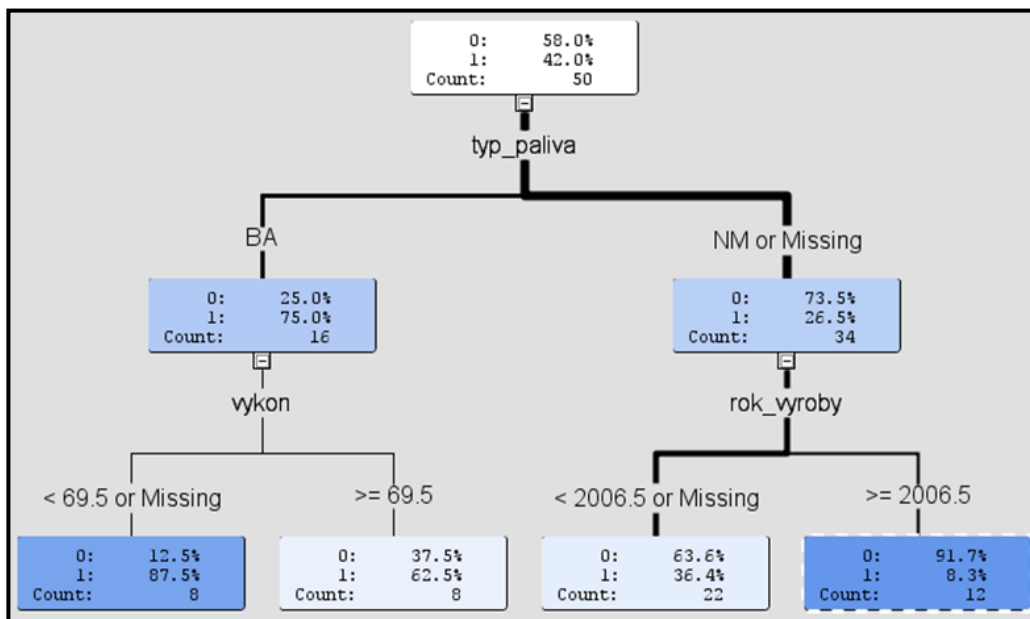 0: 58.0%
1: 42.0%
Count: 50
typ_paliva
BA
NM or Missing
0: 25.0%
1: 75.0%
Count: 16
0: 73.5%
1: 26.5%
Count: 34
vykon
rok_vyroby
< 69.5 or Missing
>= 69.5
< 2006.5 or Missing
>= 2006.5
0: 12.5%
1: 87.5%
Count: 8
0: 37.5%
1: 62.5%
Count: 8
0: 63.6%
1: 36.4%
Count: 22
0: 91.7%
1: 8.3%
Count: 12